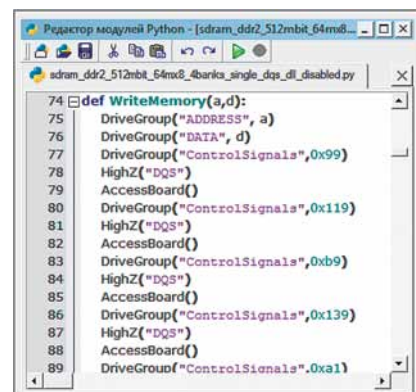 Редактор модулей Python - [sdram_ddr2_512mbit_64mx8...
sdram_ddr2_512mbit_64mx8_4banks_single_dqs_dll_disabled.py
74 def WriteMemory(a,d):
75 DriveGroup("ADDRESS", a)
76 DriveGroup("DATA", d)
77 DriveGroup("ControlSignals",0x99)
78 HighZ("DQS")
79 AccessBoard()
80 DriveGroup("ControlSignals",0x119)
81 HighZ("DQS")
82 AccessBoard()
83 DriveGroup("ControlSignals",0xb9)
84 HighZ("DQS")
85 AccessBoard()
86 DriveGroup("ControlSignals",0x139)
87 HighZ("DQS")
88 AccessBoard()
89 DriveGroup("ControlSignals",0xa1)